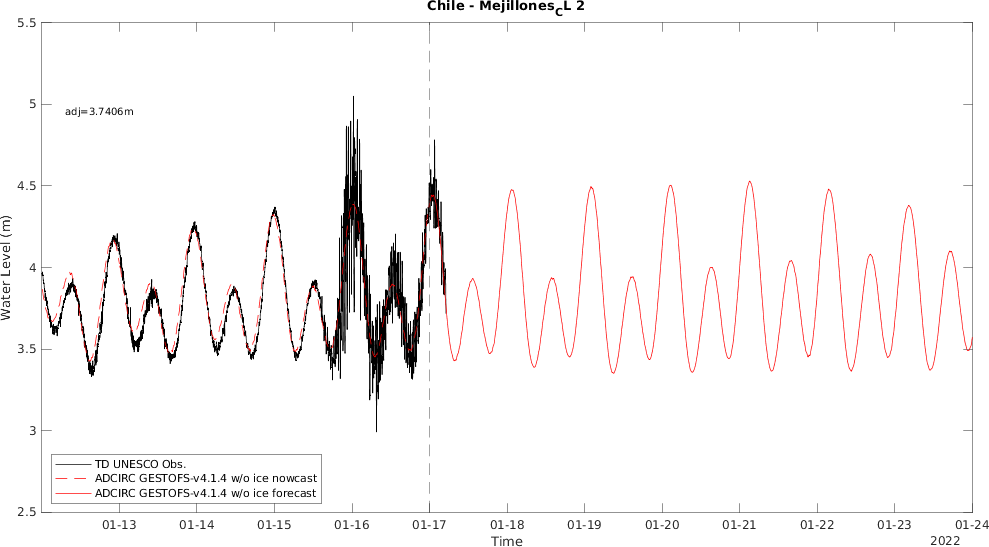 Chile - Mejillones_CL 2
5.5
5
4.5
4
3.5
3
2.5
Water Level (m)
adj=3.7406m
TD UNESCO Obs.
ADCIRC GESTOFS-v4.1.4 w/o ice nowcast
ADCIRC GESTOFS-v4.1.4 w/o ice forecast
01-13 01-14 01-15 01-16 01-17 01-18 01-19 01-20 01-21 01-22 01-23 01-24
Time
2022